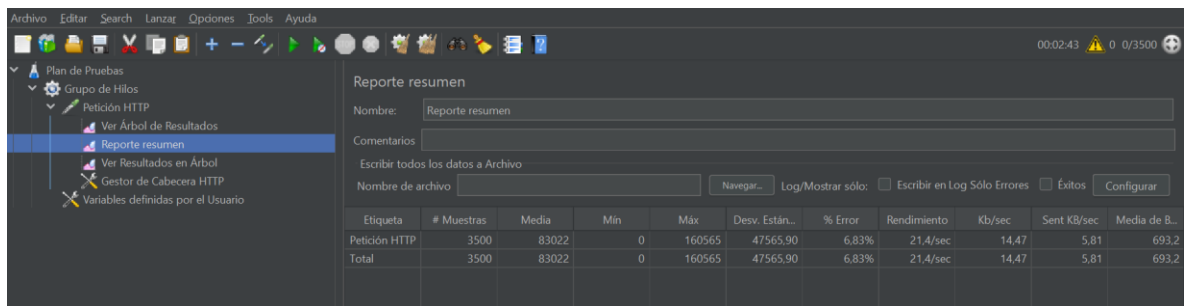 Archivo Editar Search Lanzar Opciones Tools Ayuda
00:02:43 0 0/3500
Plan de Pruebas
Grupo de Hilos
Petición HTTP
Ver Árbol de Resultados
Reporte resumen
Ver Resultados en Árbol
Gestor de Cabecera HTTP
Variables definidas por el Usuario
Reporte resumen
Nombre: Reporte resumen
Comentarios
Escribir todos los datos a Archivo
Nombre de archivo Navegar... Log/Mostrar sólo: Escribir en Log Sólo Errores Éxitos Configurar
Etiqueta # Muestras Media Mín Máx Desv. Están... % Error Rendimiento Kb/sec Sent KB/sec Media de B...
Petición HTTP 3500 83022 0 160565 47565,90 6,83% 21,4/sec 14,47 5,81 693,2
Total 3500 83022 0 160565 47565,90 6,83% 21,4/sec 14,47 5,81 693,2